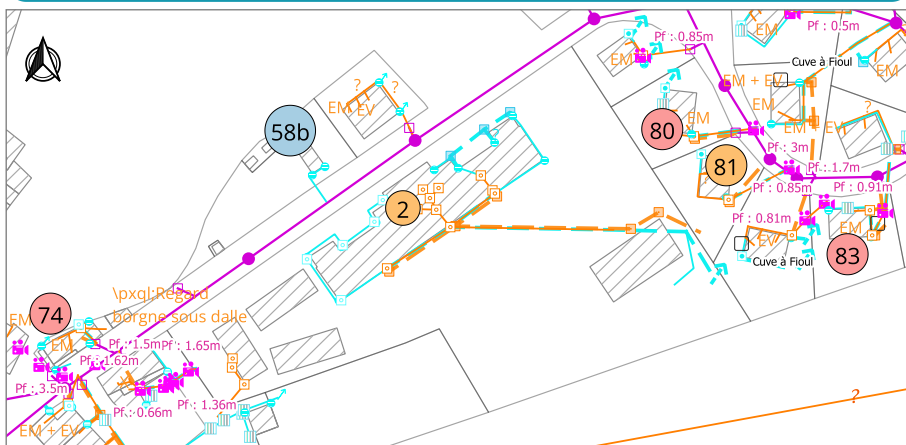 Pf : 0.5m
Pf : 0.85m
EM
Cuve à Fioul
EM
?
?
EM + EV
EM EV
EM
?
58b
80
EM
EM + EV
Pf : 3m
81
Pf : 1.7m
Pf : 0.85m
Pf : 0.91m
2
Pf : 0.81m
EM
EV
83
Cuve à Fioul
\pxql;Regard
borgne sous dalle
74
EM
EM
Pf : 1.5m
Pf : 1.65m
Pf : 1.62m
Pf : 3.5m
Pf : 0.66m
Pf : 1.36m
EM + EV
?